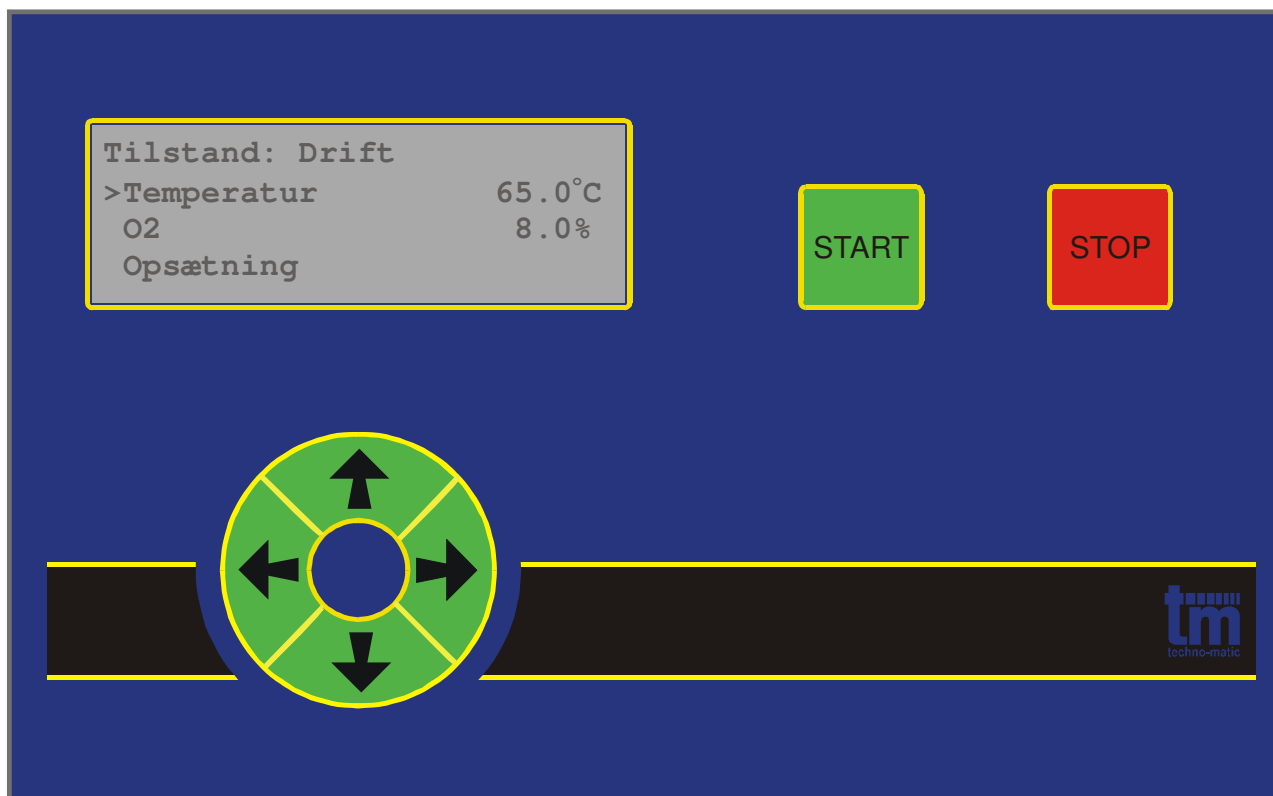 Tilstand: Drift
>Temperatur 65.0°C
O2 8.0%
Opsætning
START
STOP
tm
techno-matic